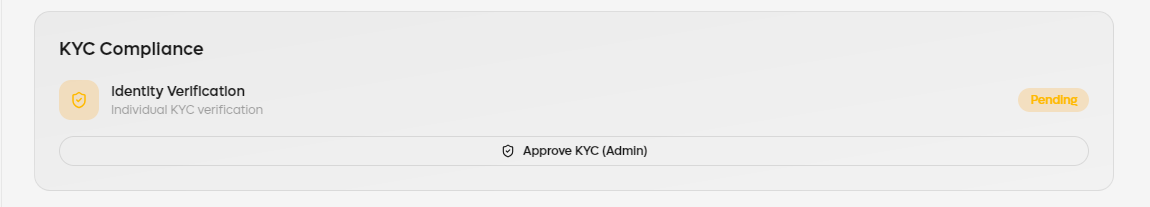 KYC Compliance
Identity Verification
Individual KYC verification
Pending
Approve KYC (Admin)